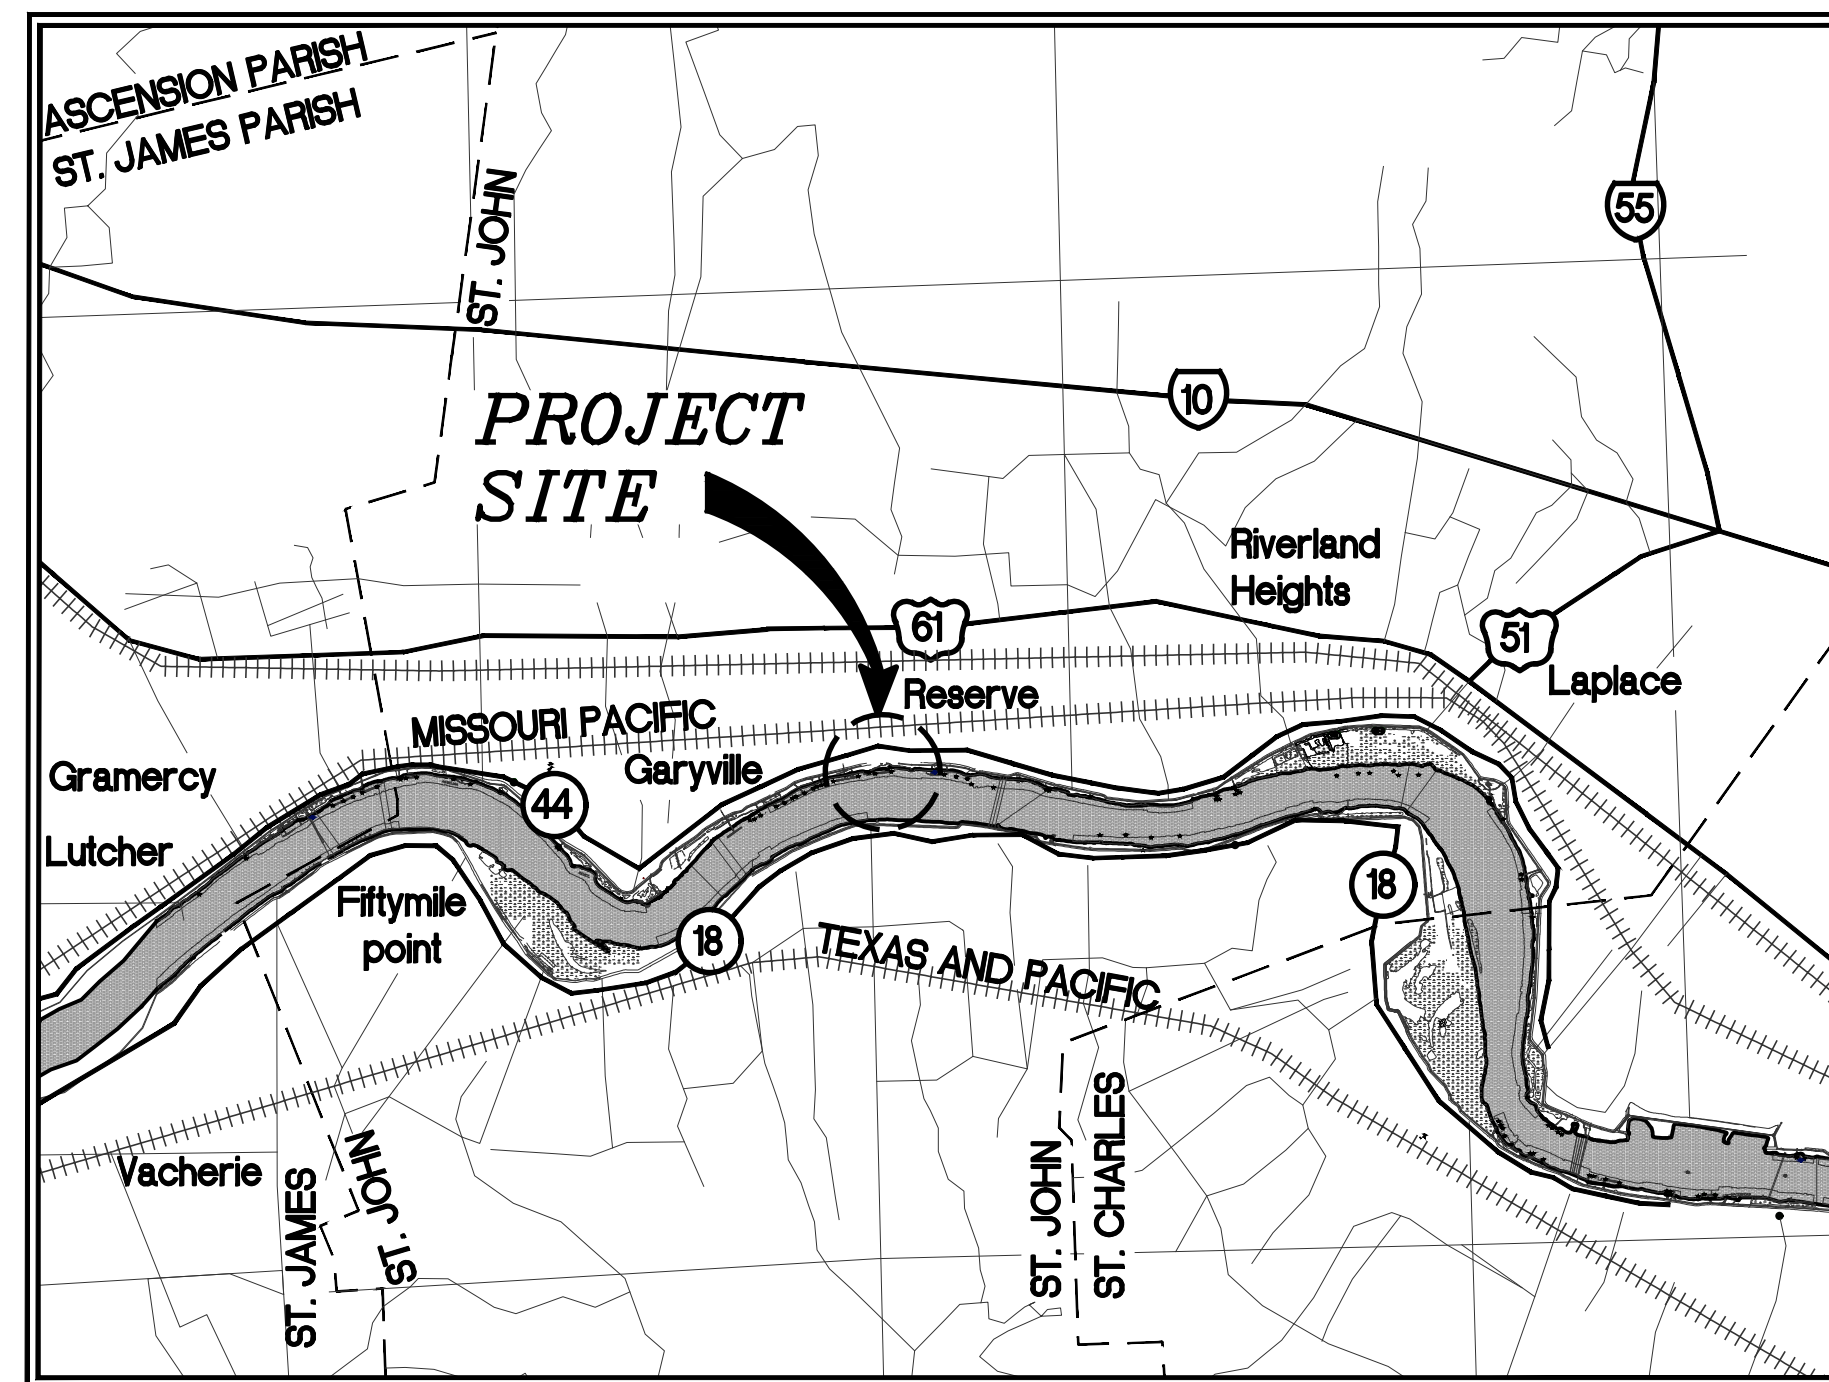 ASCENSION PARISH
ST. JAMES PARISH
ST. JOHN
55
10
PROJECT
SITE
Riverland
Heights
61
51
Reserve
Laplace
MISSOURI PACIFIC
Gramercy
Garyville
44
Lutcher
18
Fiftymile
point
18
TEXAS AND PACIFIC
Vacherie
ST. JAMES
ST. JOHN
ST. JOHN
ST. CHARLES